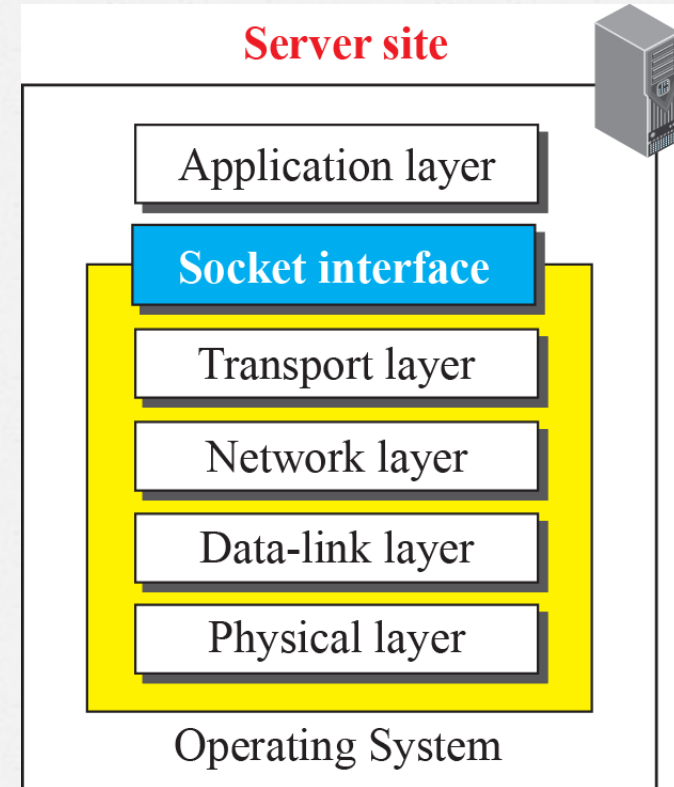 Server site
Application layer
Socket interface
Transport layer
Network layer
Data-link layer
Physical layer
Operating System